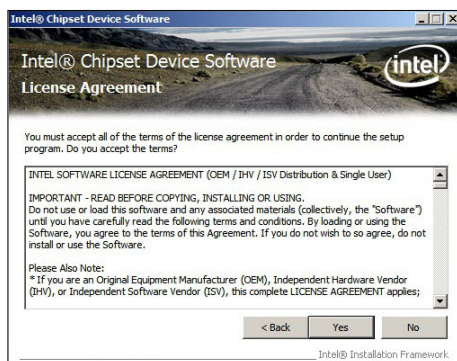 Intel® Chipset Device Software
Intel® Chipset Device Software
intel
License Agreement
You must accept all of the terms of the license agreement in order to continue the setup
program. Do you accept the terms?
INTEL SOFTWARE LICENSE AGREEMENT (OEM / IHV / ISV Distribution & Single User)
IMPORTANT - READ BEFORE COPYING, INSTALLING OR USING.
Do not use or load this software and any associated materials (collectively, the "Software")
until you have carefully read the following terms and conditions. By loading or using the
Software, you agree to the terms of this Agreement. If you do not wish to so agree, do not
install or use the Software.
Please Also Note:
* If you are an Original Equipment Manufacturer (OEM), Independent Hardware Vendor
(IHV), or Independent Software Vendor (ISV), this complete LICENSE AGREEMENT applies;
< Back Yes No
Intel® Installation Framework